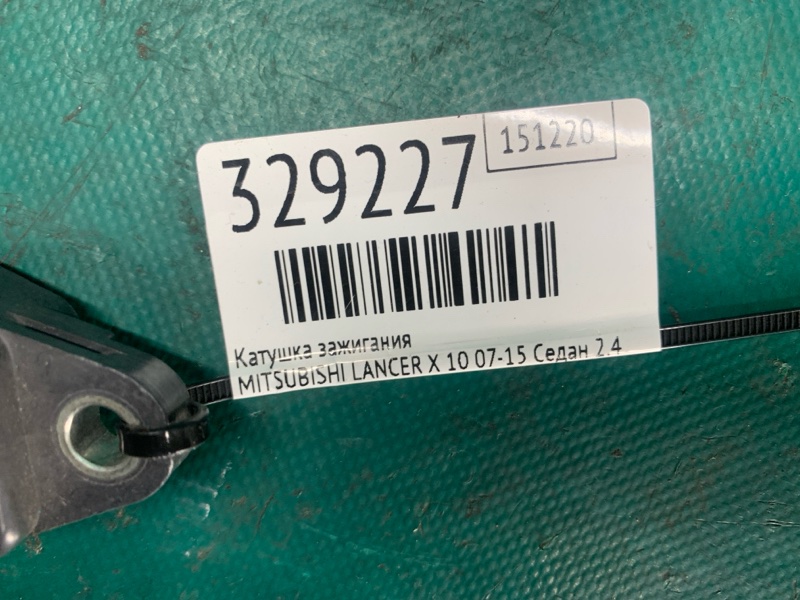 329227
151220
Катушка зажигания
MITSUBISHI LANCER X 10 07-15 Седан 2.4